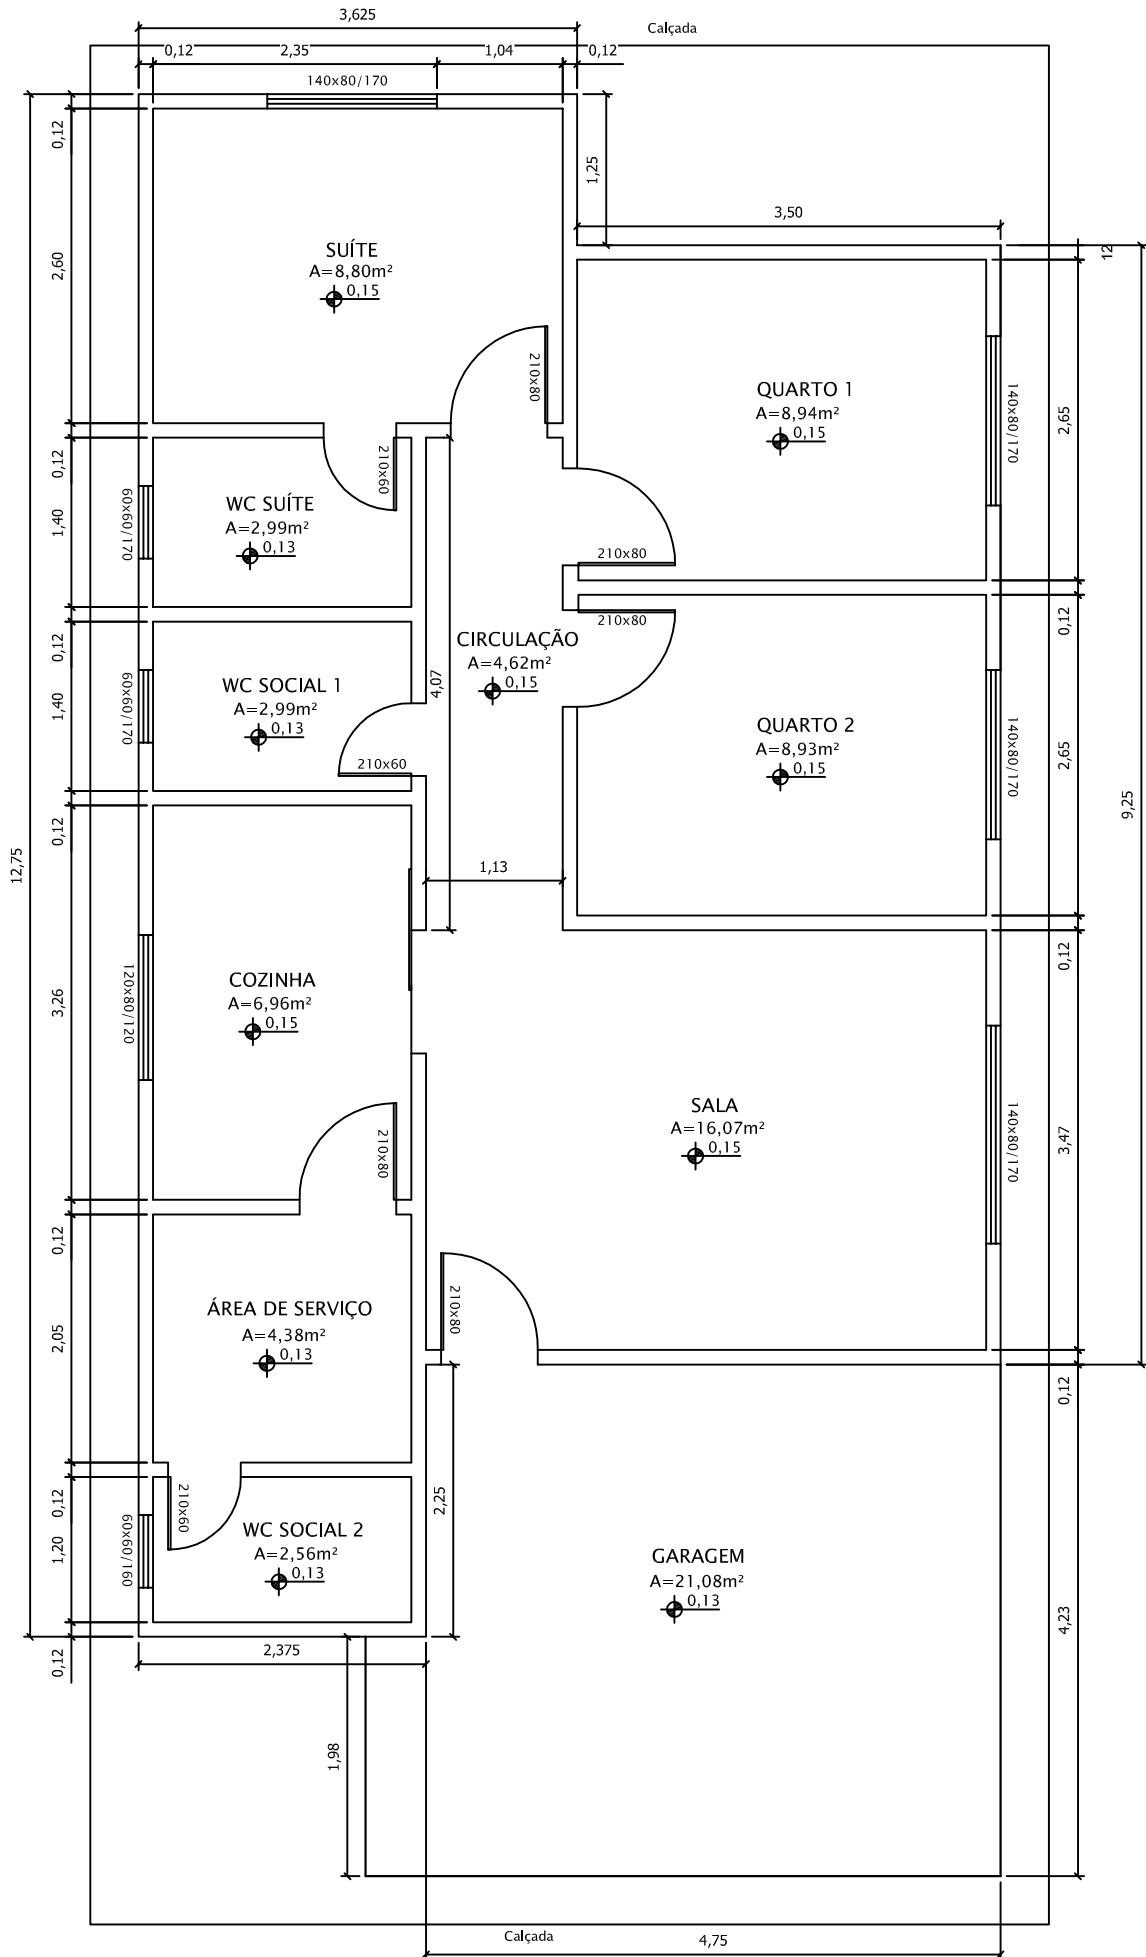 3,625
Calçada
0,12
2,35
1,04
0,12
140x80/170
0,12
1,25
3,50
12
2,60
SUÍTE
A=8,80m²
0,15
210x80
QUARTO 1
A=8,94m²
0,15
140x80/170
2,65
0,12
210x60
60x60/170
1,40
WC SUÍTE
A=2,99m²
0,13
210x80
0,12
210x80
0,12
CIRCULAÇÃO
A=4,62m²
0,15
4,07
60x60/170
1,40
WC SOCIAL 1
A=2,99m²
0,13
210x60
QUARTO 2
A=8,93m²
0,15
140x80/170
2,65
9,25
0,12
12,75
1,13
0,12
120x80/120
3,26
COZINHA
A=6,96m²
0,15
SALA
A=16,07m²
0,15
140x80/170
3,47
210x80
0,12
ÁREA DE SERVIÇO
A=4,38m²
0,13
2,05
210x80
0,12
0,12
210x60
2,25
60x60/160
1,20
WC SOCIAL 2
A=2,56m²
0,13
GARAGEM
A=21,08m²
0,13
4,23
0,12
2,375
1,98
Calçada
4,75